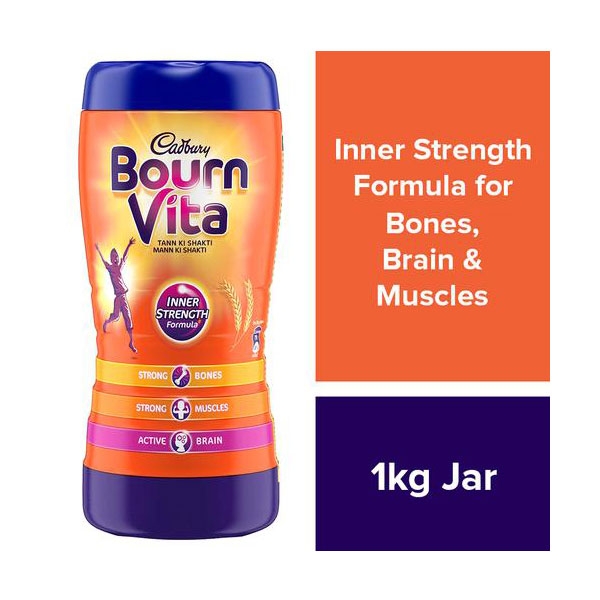 Cadbury
Bourn
Vita
TANN KI SHAKTI
MANN KI SHAKTI
INNER
STRENGTH
Formula
STRONG BONES
STRONG MUSCLES
ACTIVE BRAIN
Inner Strength
Formula for
Bones,
Brain &
Muscles
1kg Jar